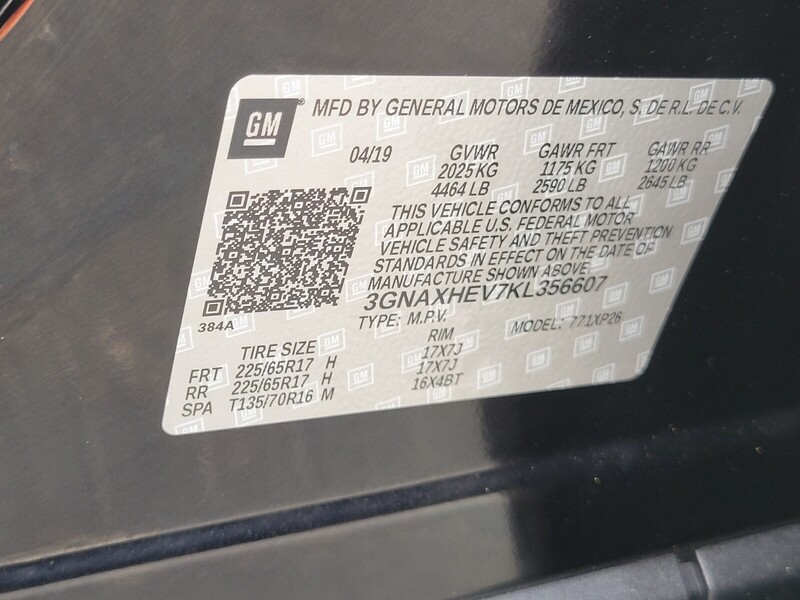 GM
MFD BY GENERAL MOTORS DE MEXICO, S. DE R.L. DE C.V.
04/19 GVWR GAWR FRT GAWR RR
2025 KG 1175 KG 1200 KG
4464 LB 2590 LB 2645 LB
THIS VEHICLE CONFORMS TO ALL
APPLICABLE U.S. FEDERAL MOTOR
VEHICLE SAFETY AND THEFT PREVENTION
STANDARDS IN EFFECT ON THE DATE OF
MANUFACTURE SHOWN ABOVE.
3GNAXHEV7KL356607
384A
TYPE: M.P.V. MODEL: 771XP26
TIRE SIZE RIM
FRT 225/65R17 H 17X7J
RR 225/65R17 H 17X7J
SPA T135/70R16 M 16X4BT